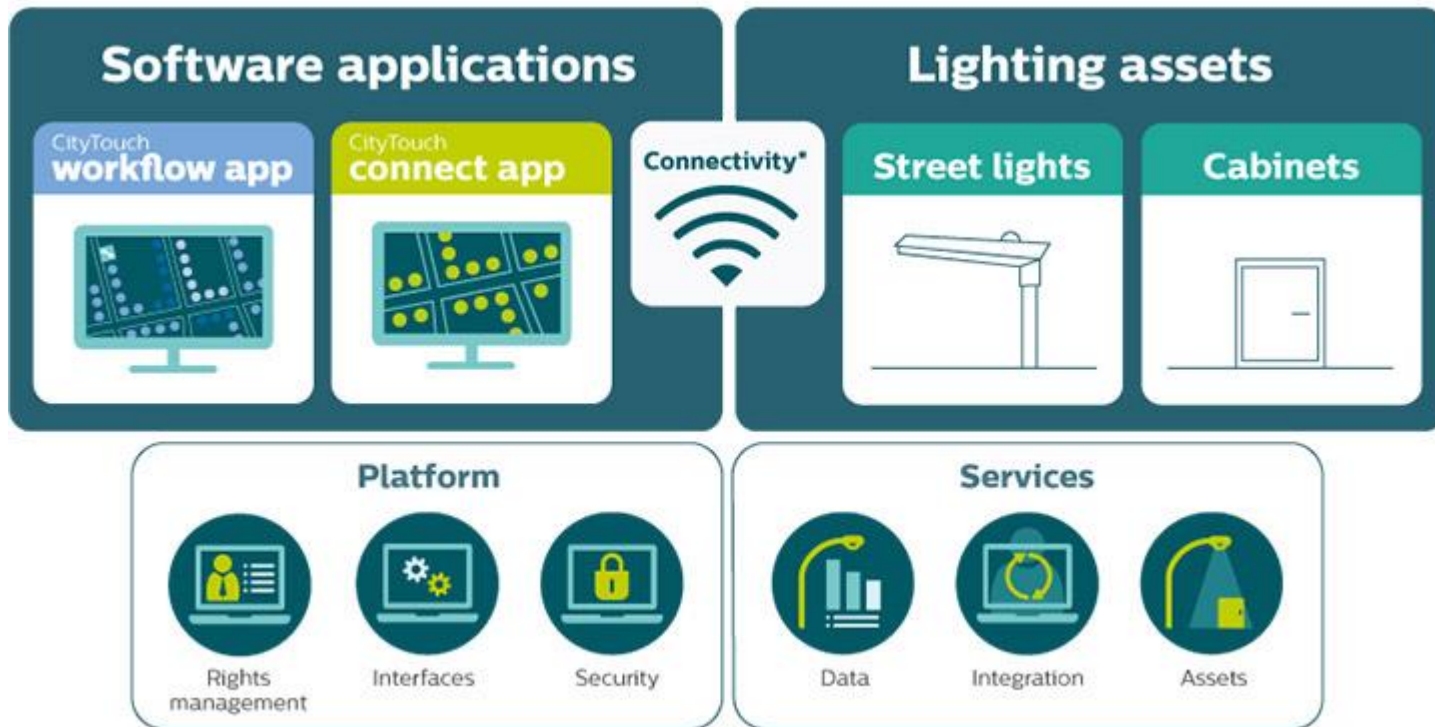 Software applications
Lighting assets
CityTouch
workflow app
CityTouch
connect app
Connectivity*
Street lights
Cabinets
Platform
Rights
management
Interfaces
Security
Services
Data
Integration
Assets